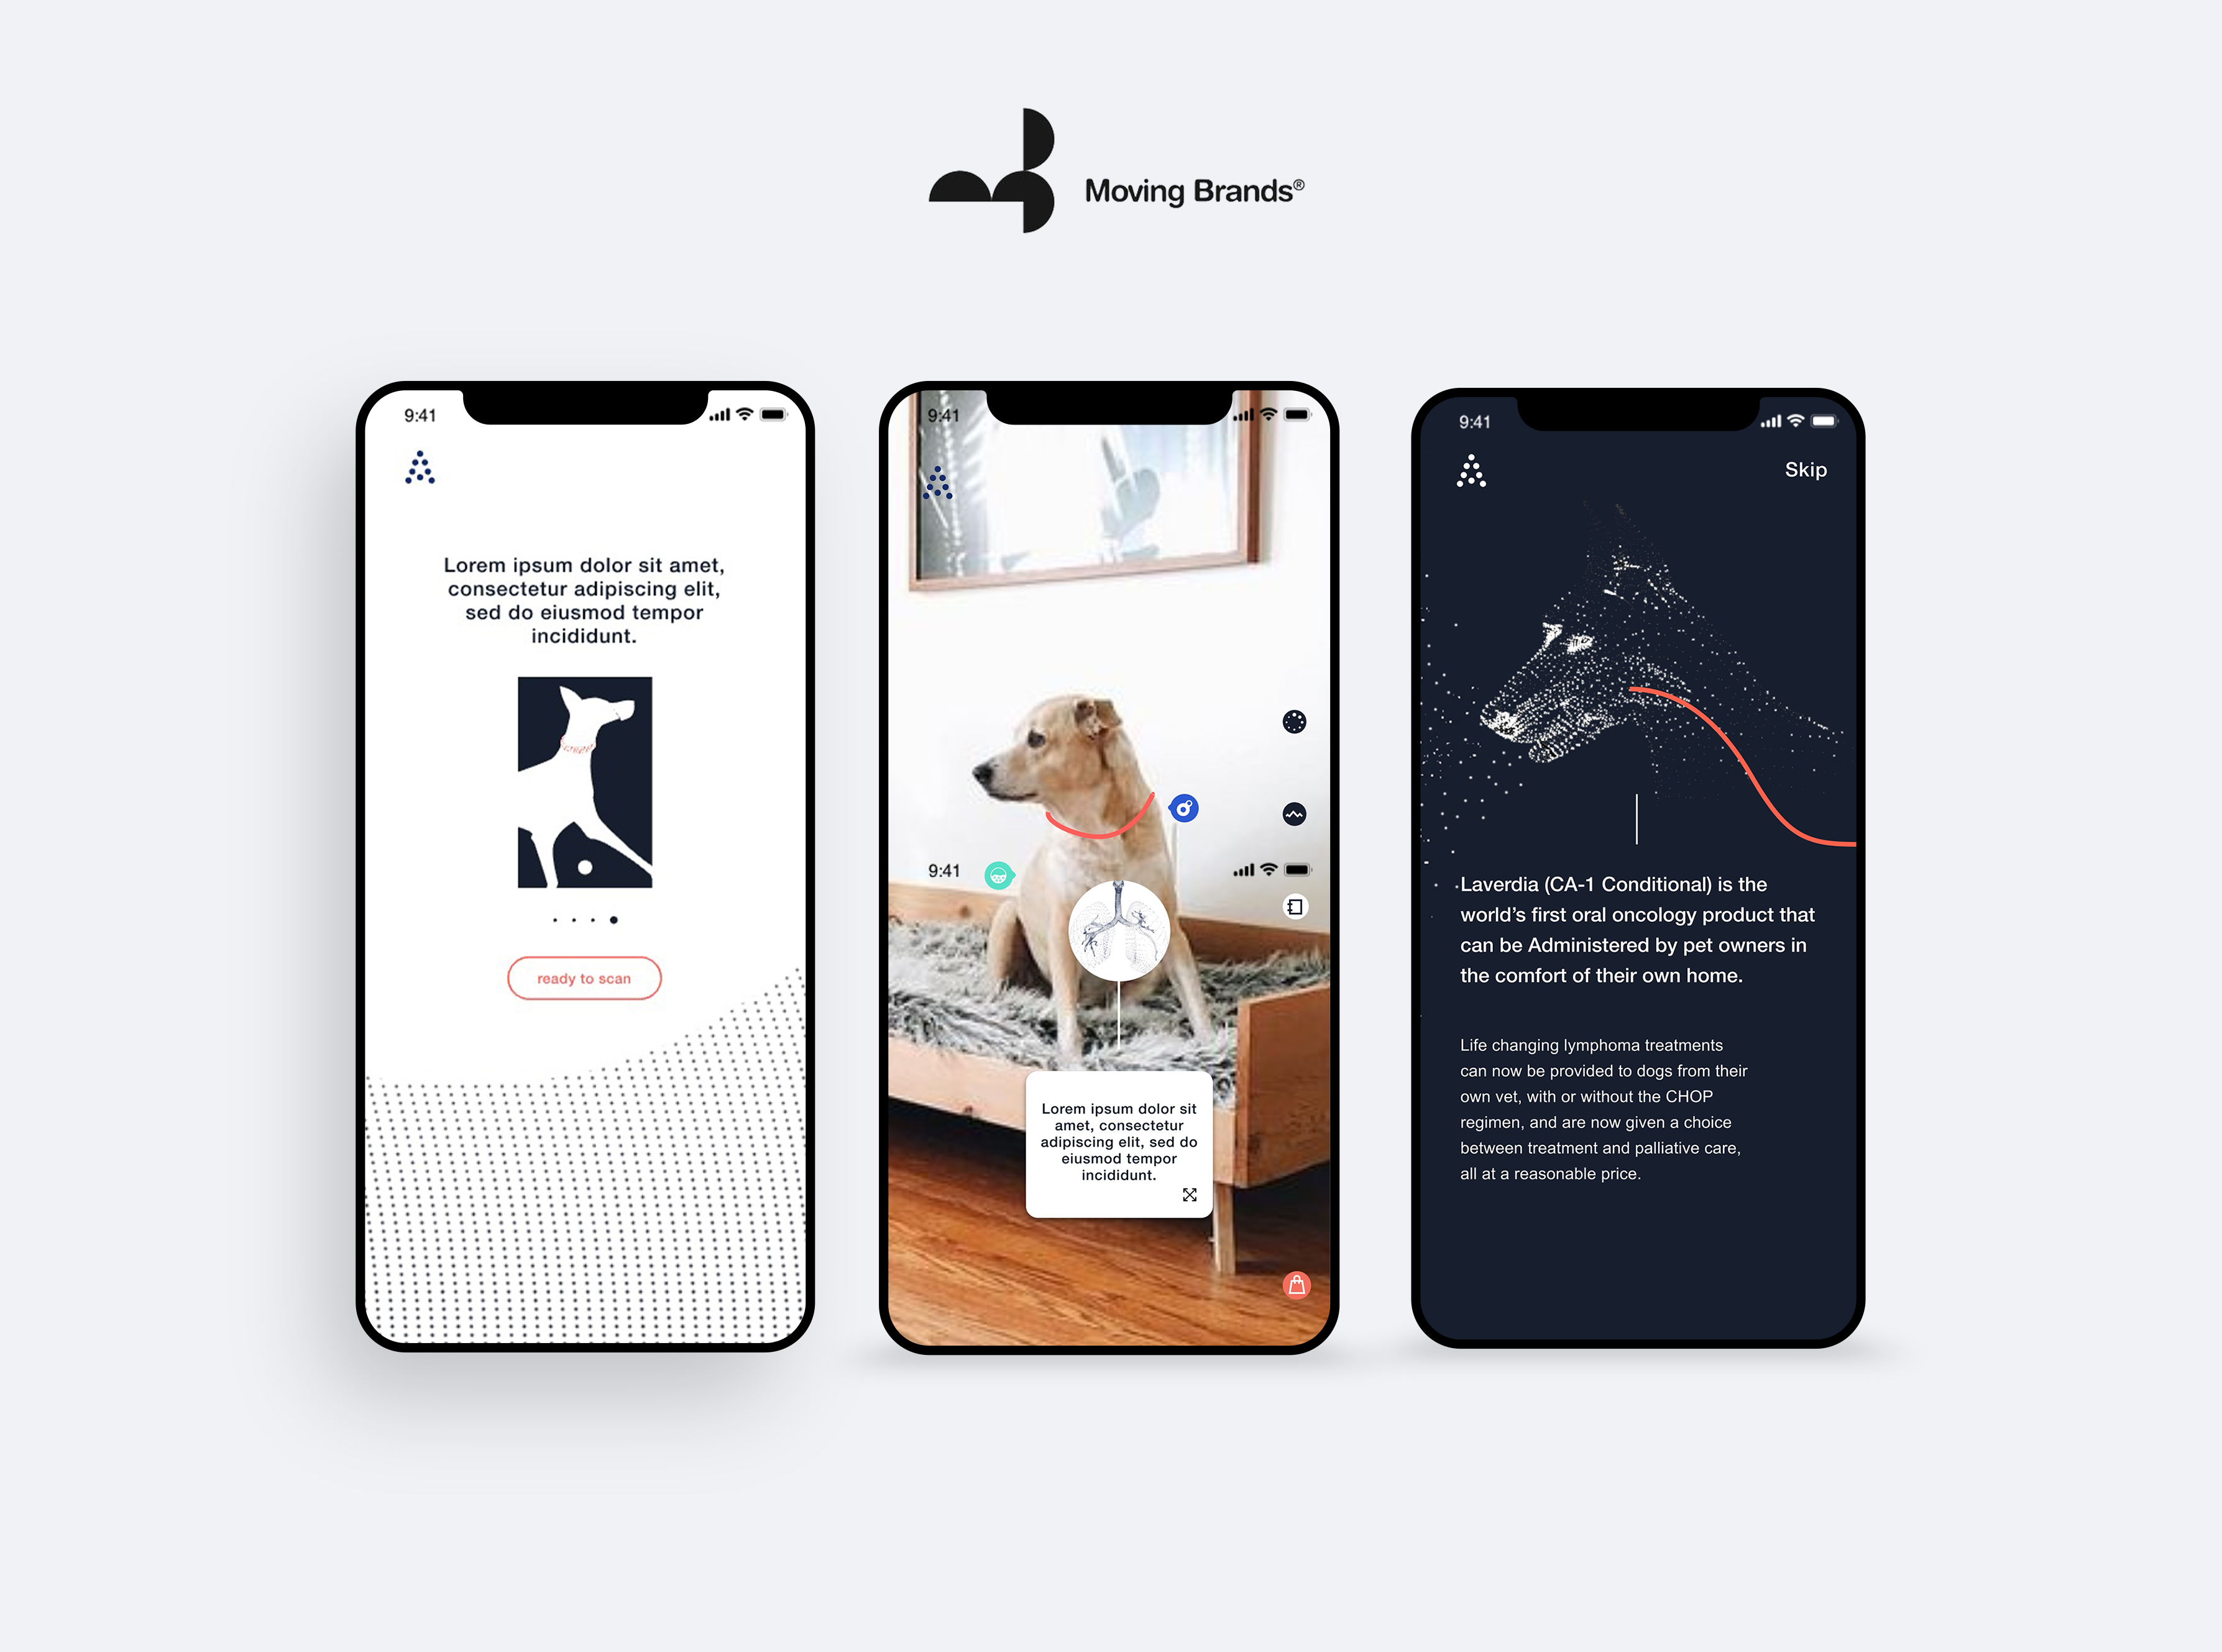 Moving Brands®
9:41
Lorem ipsum dolor sit amet,
consectetur adipiscing elit,
sed do eiusmod tempor
incididunt.
ready to scan
9:41
9:41
Lorem ipsum dolor sit
amet, consectetur
adipiscing elit, sed do
eiusmod tempor
incididunt.
9:41
Skip
Laverdia (CA-1 Conditional) is the
world’s first oral oncology product that
can be Administered by pet owners in
the comfort of their own home.
Life changing lymphoma treatments
can now be provided to dogs from their
own vet, with or without the CHOP
regimen, and are now given a choice
between treatment and palliative care,
all at a reasonable price.